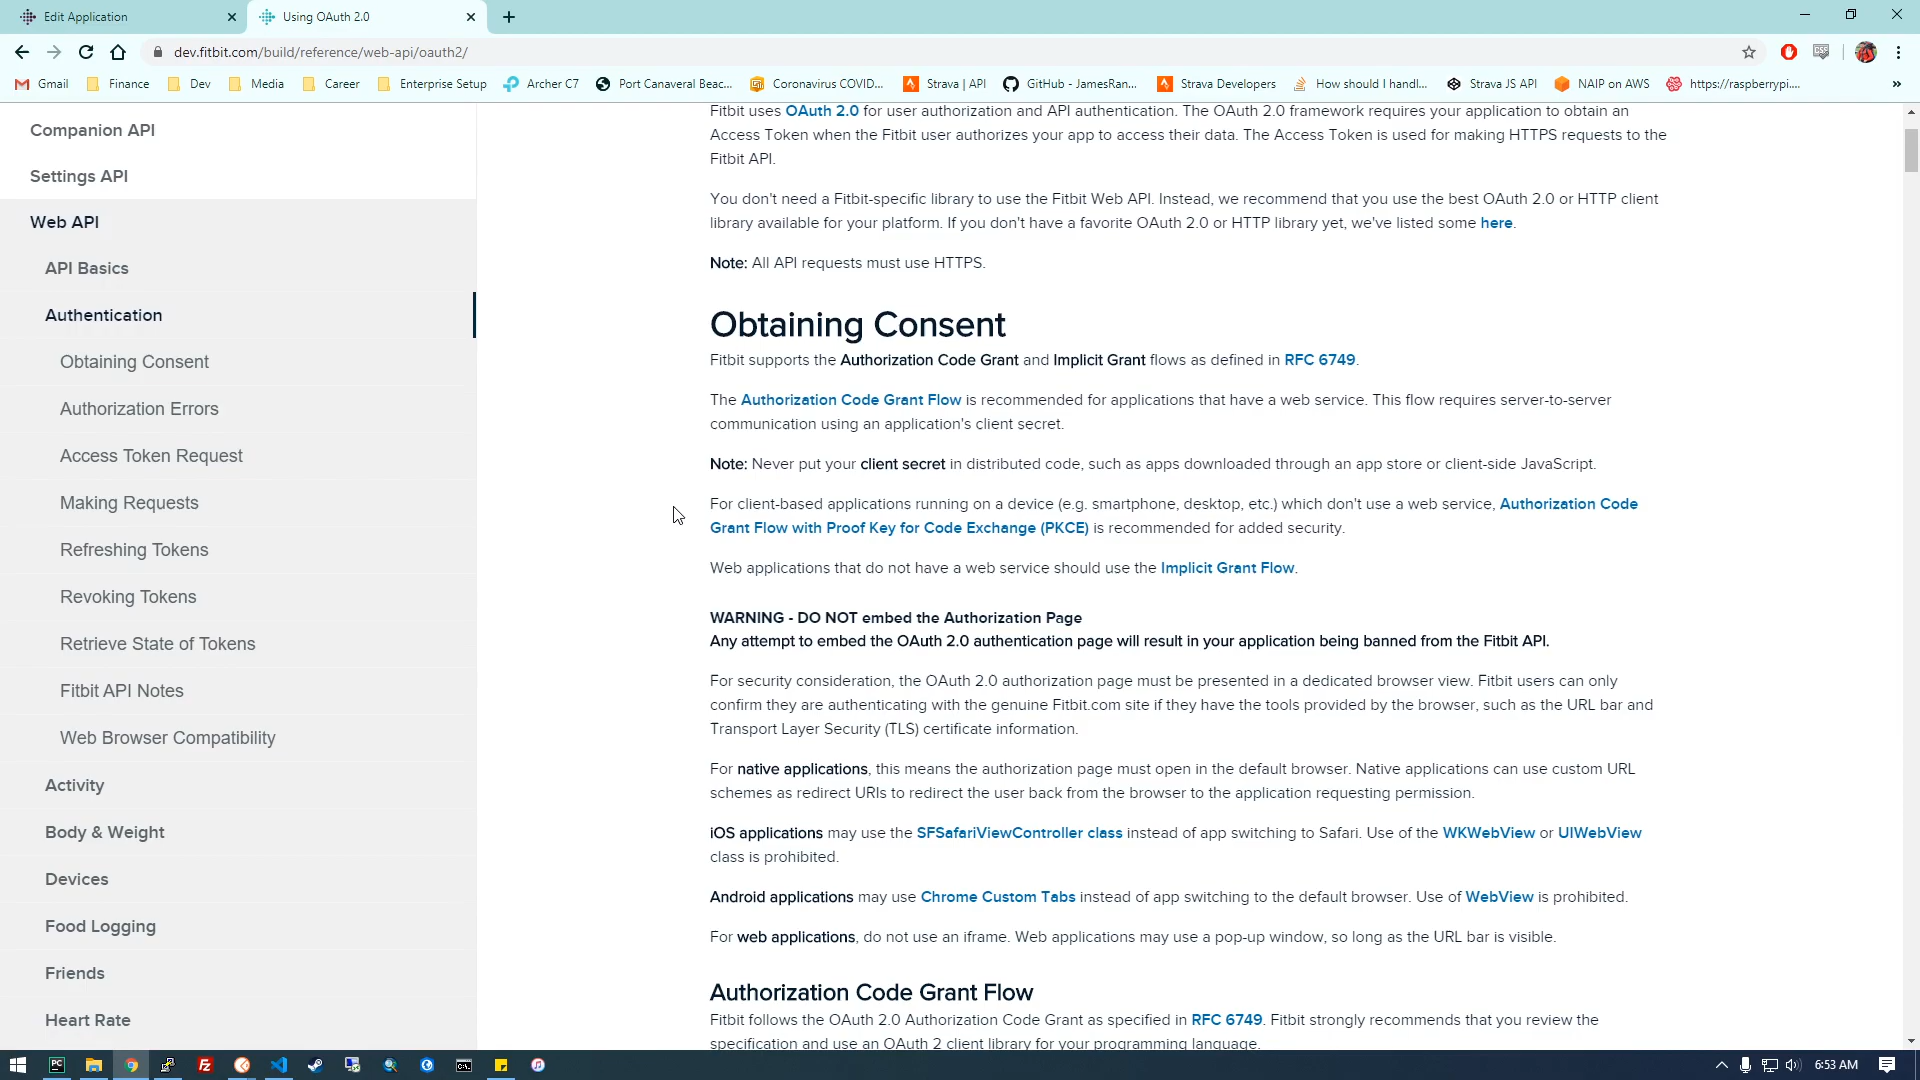 Edit Application
Using OAuth 2.0
dev.fitbit.com/build/reference/web-api/oauth2/
Gmail
Finance
Dev
Media
Career
Enterprise Setup
Archer C7
Port Canaveral Beac...
Coronavirus COVID...
Strava | API
GitHub - JamesRan...
Strava Developers
How should I handl...
Strava JS API
NAIP on AWS
https://raspberrypi....
»
Companion API
Settings API
Web API
API Basics
Authentication
Obtaining Consent
Authorization Errors
Access Token Request
Making Requests
Refreshing Tokens
Revoking Tokens
Retrieve State of Tokens
Fitbit API Notes
Web Browser Compatibility
Activity
Body & Weight
Devices
Food Logging
Friends
Heart Rate
Fitbit uses OAuth 2.0 for user authorization and API authentication. The OAuth 2.0 framework requires your application to obtain an
Access Token when the Fitbit user authorizes your app to access their data. The Access Token is used for making HTTPS requests to the
Fitbit API.
You don't need a Fitbit-specific library to use the Fitbit Web API. Instead, we recommend that you use the best OAuth 2.0 or HTTP client
library available for your platform. If you don't have a favorite OAuth 2.0 or HTTP library yet, we've listed some here.
Note: All API requests must use HTTPS.
Obtaining Consent
Fitbit supports the Authorization Code Grant and Implicit Grant flows as defined in RFC 6749.
The Authorization Code Grant Flow is recommended for applications that have a web service. This flow requires server-to-server
communication using an application's client secret.
Note: Never put your client secret in distributed code, such as apps downloaded through an app store or client-side JavaScript.
For client-based applications running on a device (e.g. smartphone, desktop, etc.) which don't use a web service, Authorization Code
Grant Flow with Proof Key for Code Exchange (PKCE) is recommended for added security.
Web applications that do not have a web service should use the Implicit Grant Flow.
WARNING - DO NOT embed the Authorization Page
Any attempt to embed the OAuth 2.0 authentication page will result in your application being banned from the Fitbit API.
For security consideration, the OAuth 2.0 authorization page must be presented in a dedicated browser view. Fitbit users can only
confirm they are authenticating with the genuine Fitbit.com site if they have the tools provided by the browser, such as the URL bar and
Transport Layer Security (TLS) certificate information.
For native applications, this means the authorization page must open in the default browser. Native applications can use custom URL
schemes as redirect URIs to redirect the user back from the browser to the application requesting permission.
iOS applications may use the SFSafariViewController class instead of app switching to Safari. Use of the WKWebView or UIWebView
class is prohibited.
Android applications may use Chrome Custom Tabs instead of app switching to the default browser. Use of WebView is prohibited.
For web applications, do not use an iframe. Web applications may use a pop-up window, so long as the URL bar is visible.
Authorization Code Grant Flow
Fitbit follows the OAuth 2.0 Authorization Code Grant as specified in RFC 6749. Fitbit strongly recommends that you review the
specification and use an OAuth 2 client library for your programming language.
6:53 AM